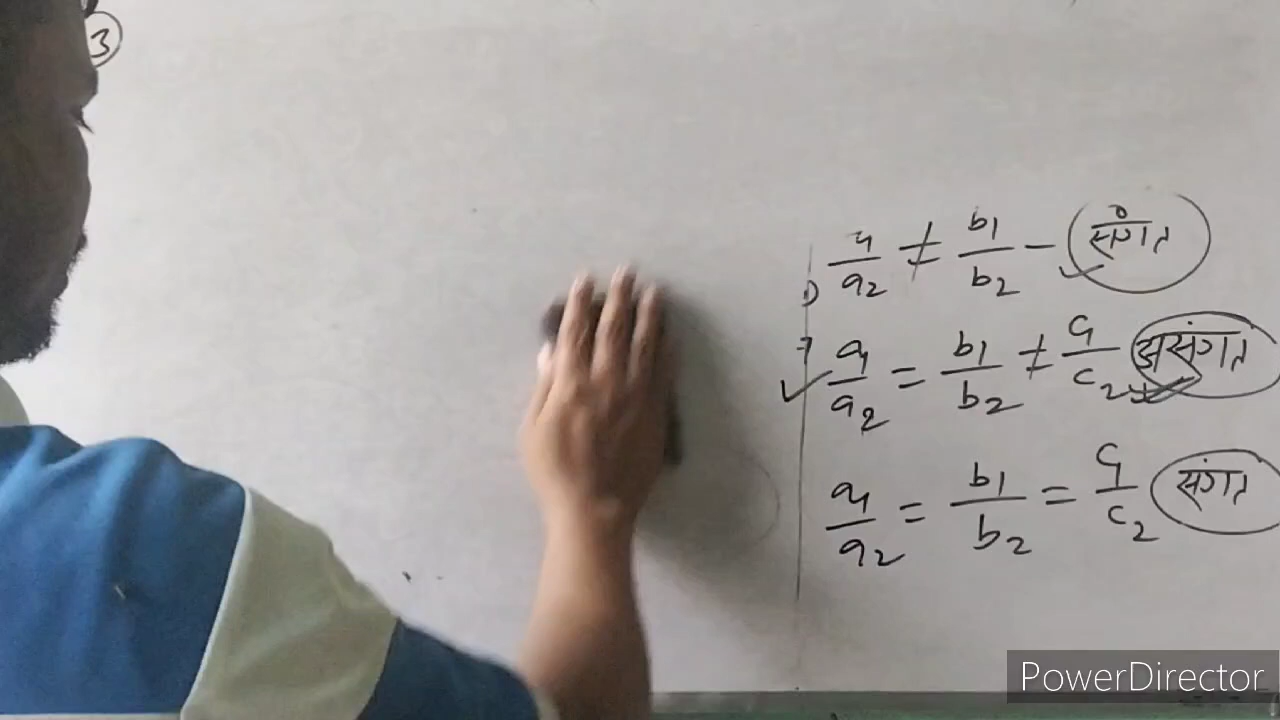 3
1) a₁/a₂ ≠ b₁/b₂ - संगत
a₁/a₂ = b₁/b₂ ≠ c₁/c₂ असंगत
a₁/a₂ = b₁/b₂ = c₁/c₂ संगत
PowerDirector